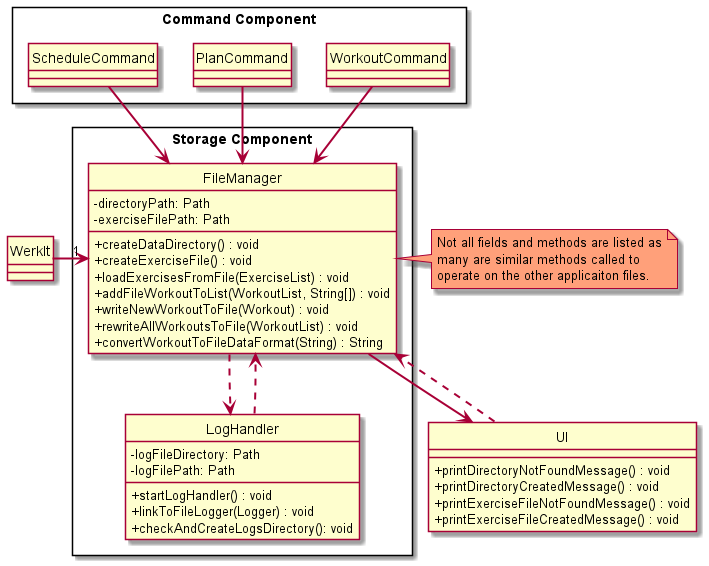 Command Component
ScheduleCommand
PlanCommand
WorkoutCommand
Storage Component
FileManager
-directoryPath: Path
-exerciseFilePath: Path
+createDataDirectory() : void
+createExerciseFile() : void
+loadExercisesFromFile(ExerciseList) : void
+addFileWorkoutToList(WorkoutList, String[]) : void
+writeNewWorkoutToFile(Workout) : void
+rewriteAllWorkoutsToFile(WorkoutList) : void
+convertWorkoutToFileDataFormat(String) : String
WerkIt
1
Not all fields and methods are listed as
many are similar methods called to
operate on the other applicaiton files.
LogHandler
-logFileDirectory: Path
-logFilePath: Path
+startLogHandler() : void
+linkToFileLogger(Logger) : void
+checkAndCreateLogsDirectory(): void
UI
+printDirectoryNotFoundMessage() : void
+printDirectoryCreatedMessage() : void
+printExerciseFileNotFoundMessage() : void
+printExerciseFileCreatedMessage() : void